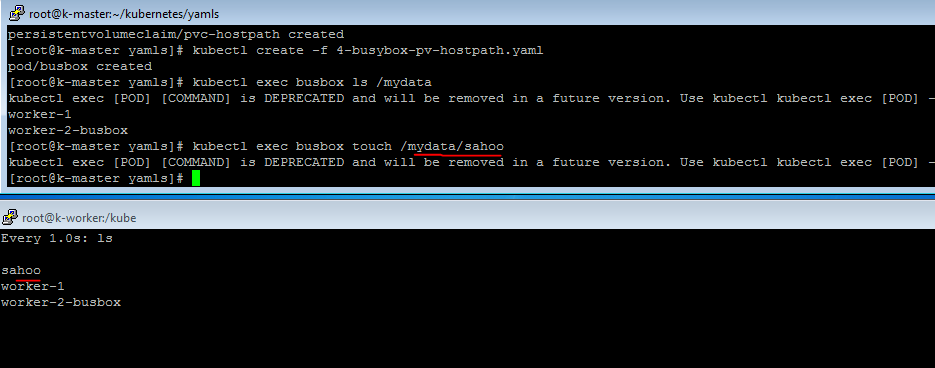 root@k-master:~/kubernetes/yamls
persistentvolumeclaim/pvc-hostpath created
[root@k-master yamls]# kubectl create -f 4-busybox-pv-hostpath.yaml
pod/busbox created
[root@k-master yamls]# kubectl exec busbox ls /mydata
kubectl exec [POD] [COMMAND] is DEPRECATED and will be removed in a future version. Use kubectl kubectl exec [POD] -
worker-1
worker-2-busbox
[root@k-master yamls]# kubectl exec busbox touch /mydata/sahoo
kubectl exec [POD] [COMMAND] is DEPRECATED and will be removed in a future version. Use kubectl kubectl exec [POD] -
[root@k-master yamls]#
root@k-worker:/kube
Every 1.0s: ls
sahoo
worker-1
worker-2-busbox